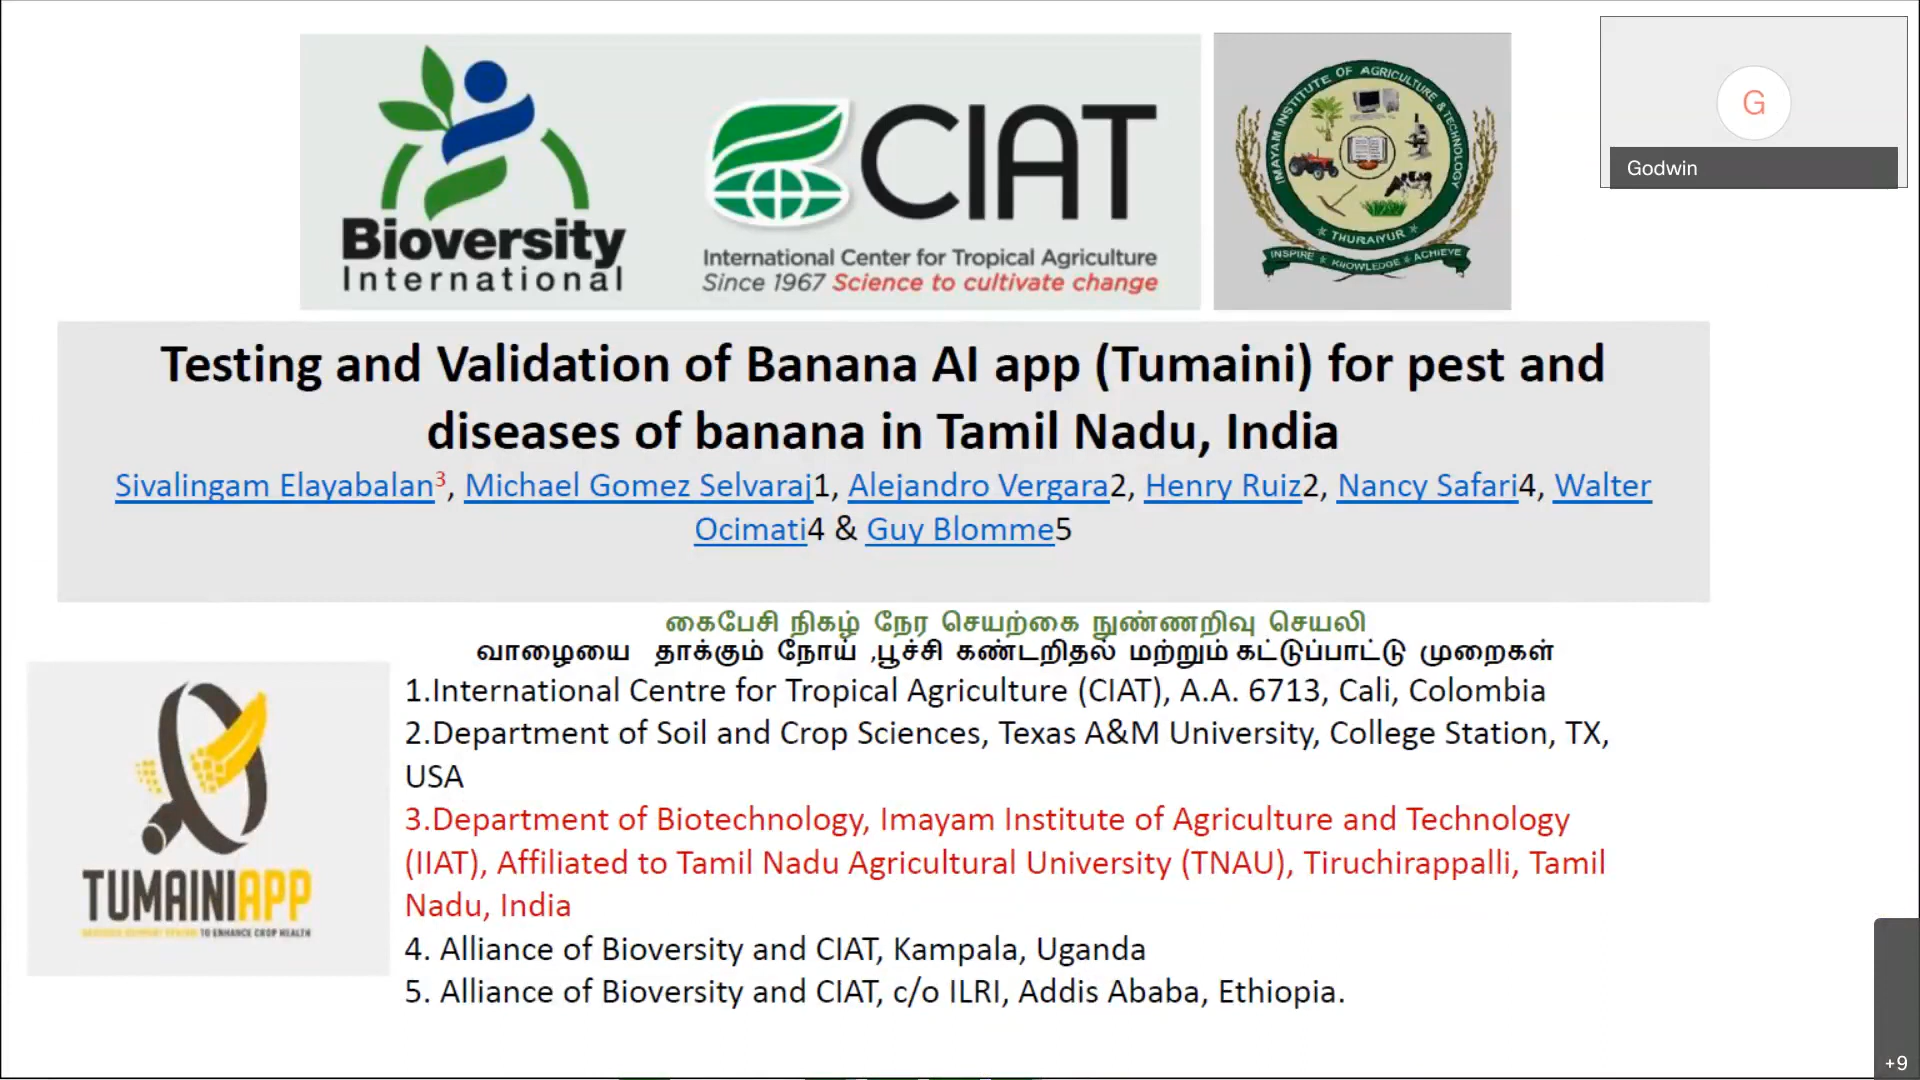 Bioversity
International
CIAT
International Center for Tropical Agriculture
Since 1967 Science to cultivate change
IMAYAM INSTITUTE OF AGRICULTURE & TECHNOLOGY
THURAIYUR
INSPIRE ★ KNOWLEDGE ★ ACHIEVE
G
Godwin
Testing and Validation of Banana AI app (Tumaini) for pest and
diseases of banana in Tamil Nadu, India
Sivalingam Elayabalan3, Michael Gomez Selvaraj1, Alejandro Vergara2, Henry Ruiz2, Nancy Safari4, Walter
Ocimati4 & Guy Blomme5
கைபேசி நிகழ் நேர செயற்கை நுண்ணறிவு செயலி
வாழையை தாக்கும் நோய் ,பூச்சி கண்டறிதல் மற்றும் கட்டுப்பாட்டு முறைகள்
1.International Centre for Tropical Agriculture (CIAT), A.A. 6713, Cali, Colombia
2.Department of Soil and Crop Sciences, Texas A&M University, College Station, TX,
USA
3.Department of Biotechnology, Imayam Institute of Agriculture and Technology
(IIAT), Affiliated to Tamil Nadu Agricultural University (TNAU), Tiruchirappalli, Tamil
Nadu, India
4. Alliance of Bioversity and CIAT, Kampala, Uganda
5. Alliance of Bioversity and CIAT, c/o ILRI, Addis Ababa, Ethiopia.
TUMAINIAPP
TO ENHANCE CROP HEALTH
+9